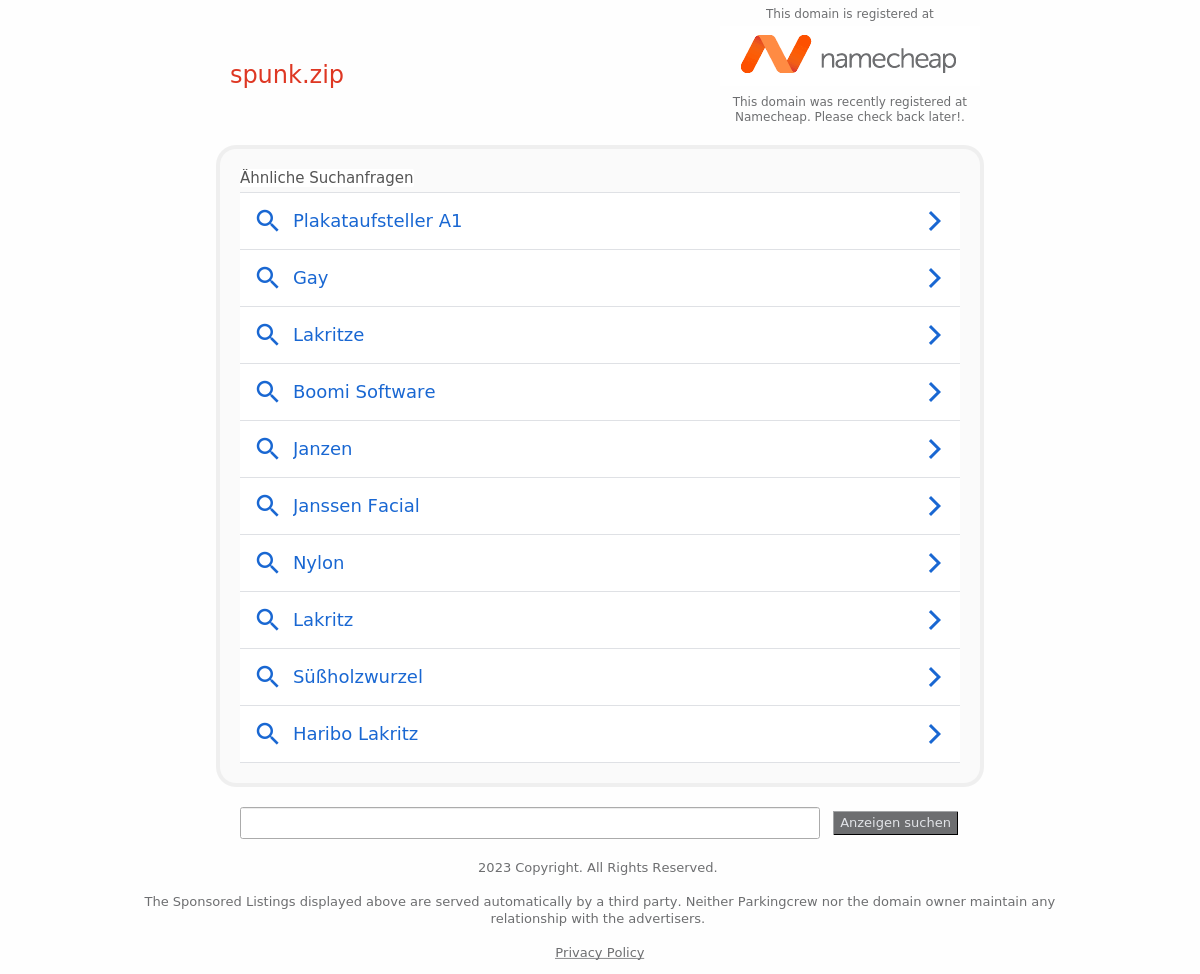 This domain is registered at
namecheap
spunk.zip
This domain was recently registered at
Namecheap. Please check back later!.
Ähnliche Suchanfragen
Plakataufsteller A1
Gay
Lakritze
Boomi Software
Janzen
Janssen Facial
Nylon
Lakritz
Süßholzwurzel
Haribo Lakritz
Anzeigen suchen
2023 Copyright. All Rights Reserved.
The Sponsored Listings displayed above are served automatically by a third party. Neither Parkingcrew nor the domain owner maintain any
relationship with the advertisers.
Privacy Policy